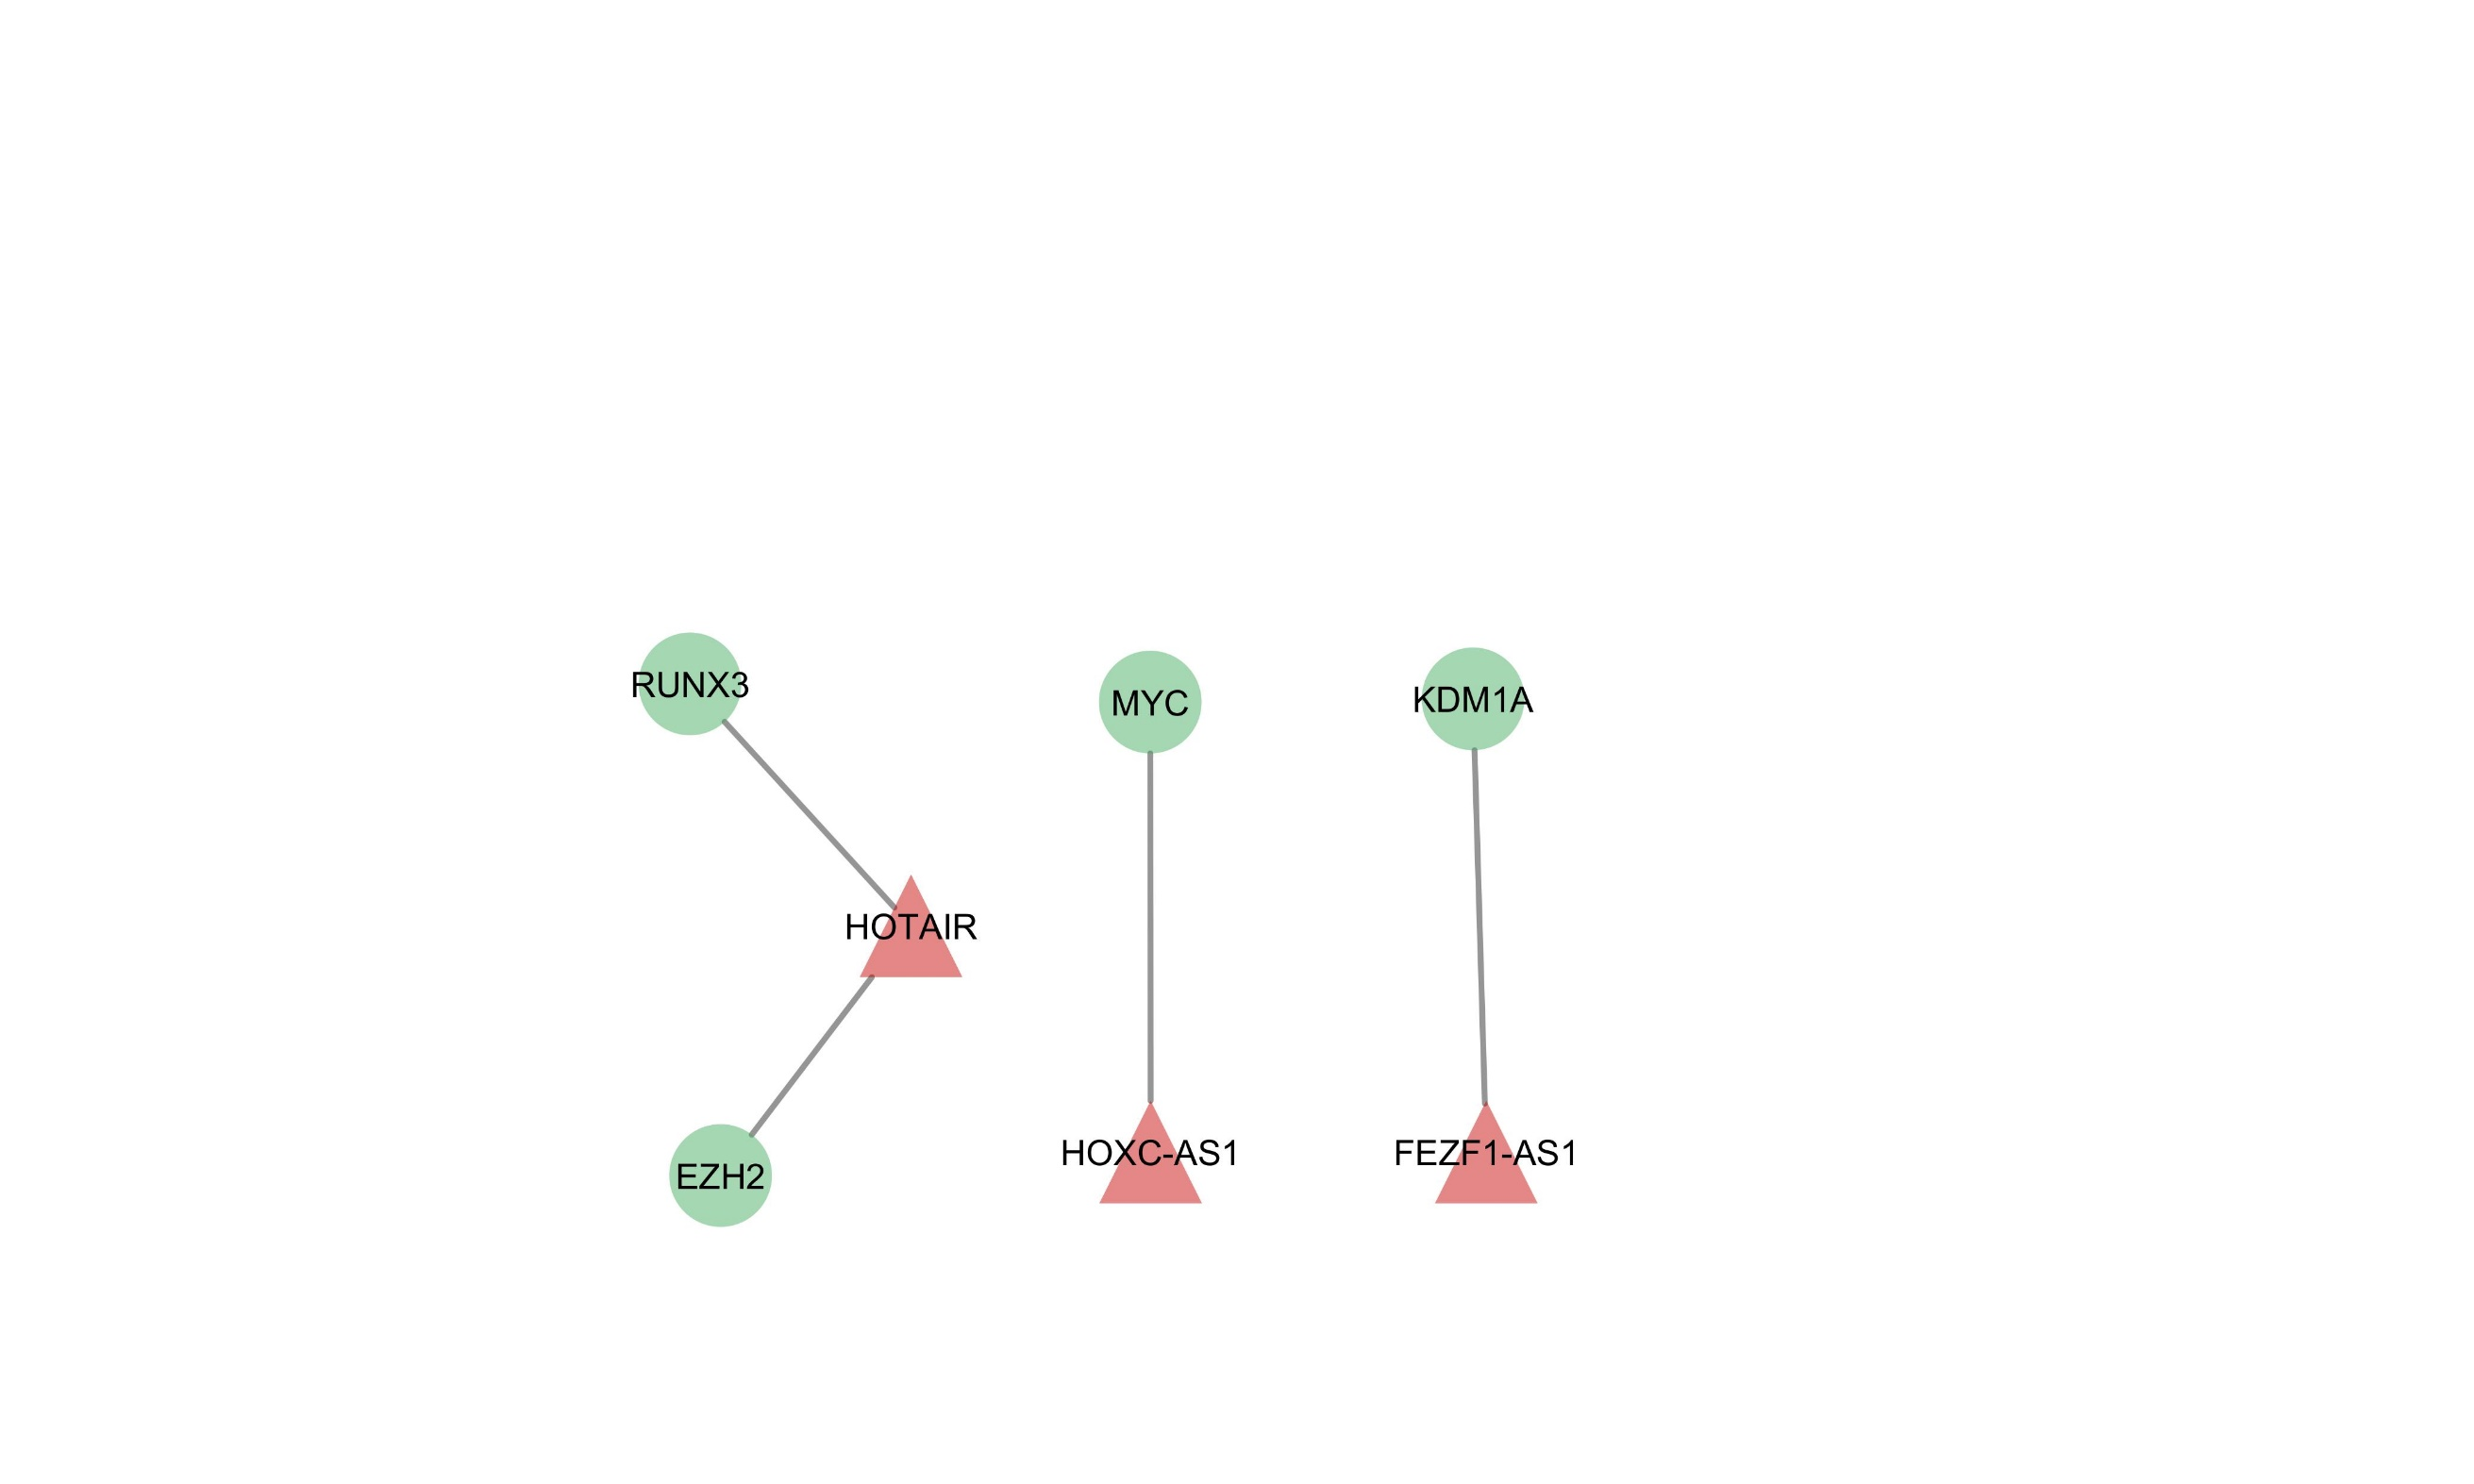 RUNX3
MYC
KDM1A
HOTAIR
EZH2
HOXC-AS1
FEZF1-AS1